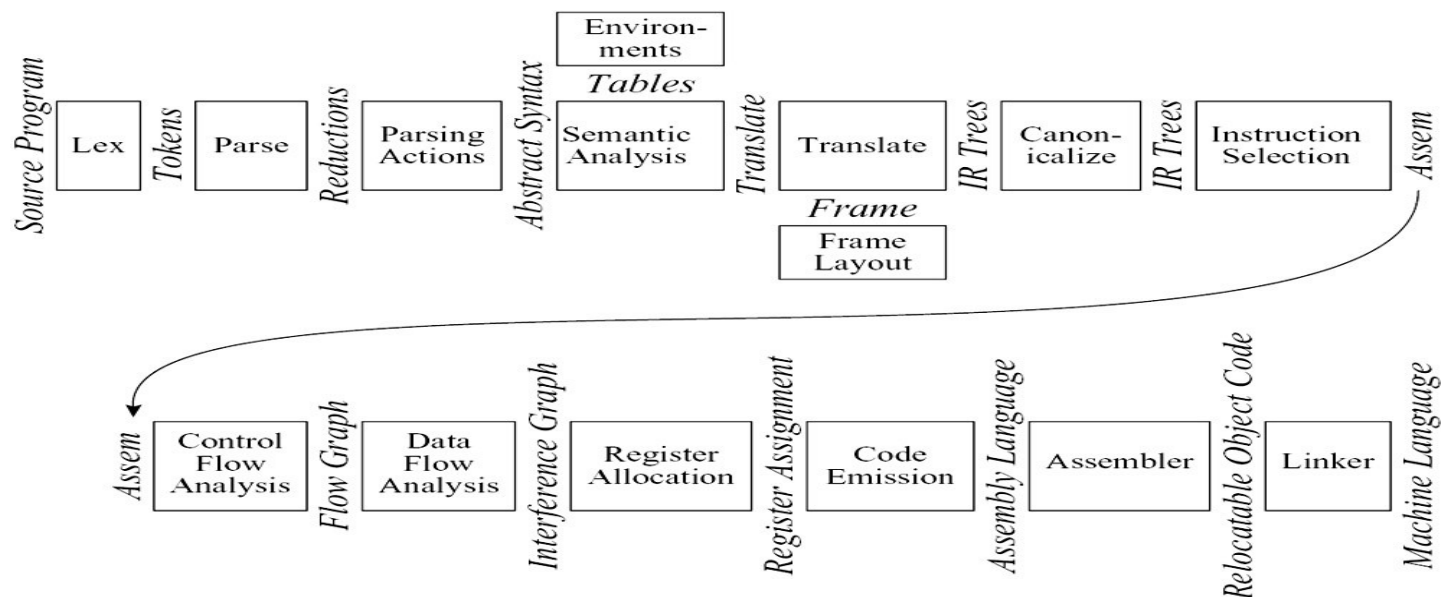 Environ-
ments
Tables
Source Program
Lex
Tokens
Parse
Reductions
Parsing
Actions
Abstract Syntax
Semantic
Analysis
Translate
Translate
IR Trees
Canon-
icalize
IR Trees
Instruction
Selection
Assem
Frame
Frame
Layout
Assem
Control
Flow
Analysis
Flow Graph
Data
Flow
Analysis
Interference Graph
Register
Allocation
Register Assignment
Code
Emission
Assembly Language
Assembler
Relocatable Object Code
Linker
Machine Language